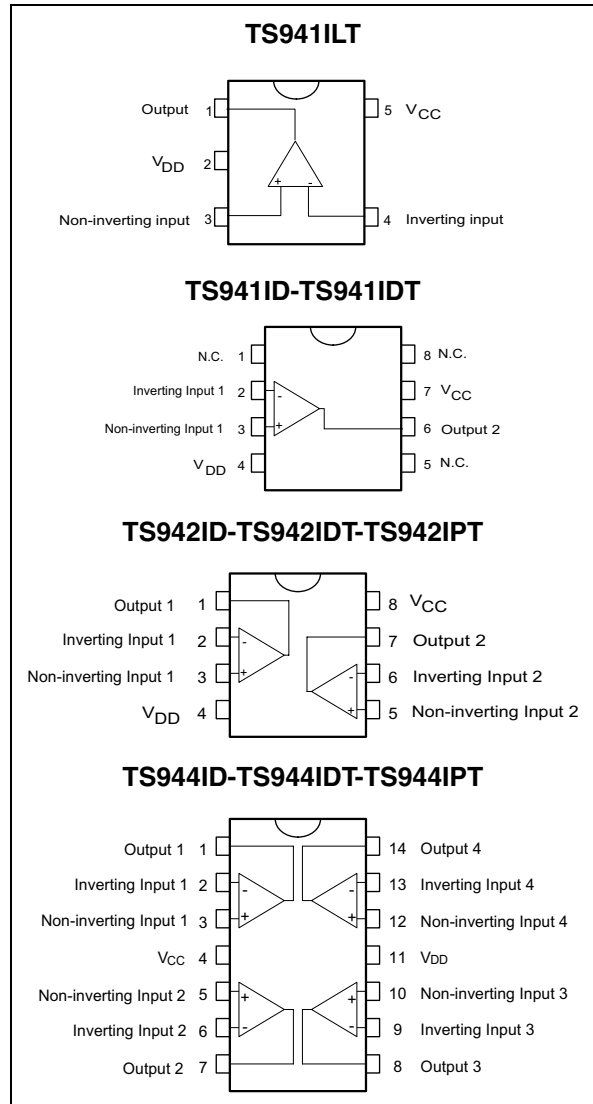 TS941ILT
Output 1 5 VCC
VDD 2
+ -
Non-inverting input 3 4 Inverting input
TS941ID-TS941IDT
N.C. 1 8 N.C.
Inverting Input 1 2 - 7 VCC
Non-inverting Input 1 3 + 6 Output 2
VDD 4 5 N.C.
TS942ID-TS942IDT-TS942IPT
Output 1 1 8 VCC
Inverting Input 1 2 - 7 Output 2
Non-inverting Input 1 3 + - 6 Inverting Input 2
VDD 4 + 5 Non-inverting Input 2
TS944ID-TS944IDT-TS944IPT
Output 1 1 14 Output 4
Inverting Input 1 2 - - 13 Inverting Input 4
Non-inverting Input 1 3 + + 12 Non-inverting Input 4
VCC 4 11 VDD
Non-inverting Input 2 5 + + 10 Non-inverting Input 3
Inverting Input 2 6 - - 9 Inverting Input 3
Output 2 7 8 Output 3